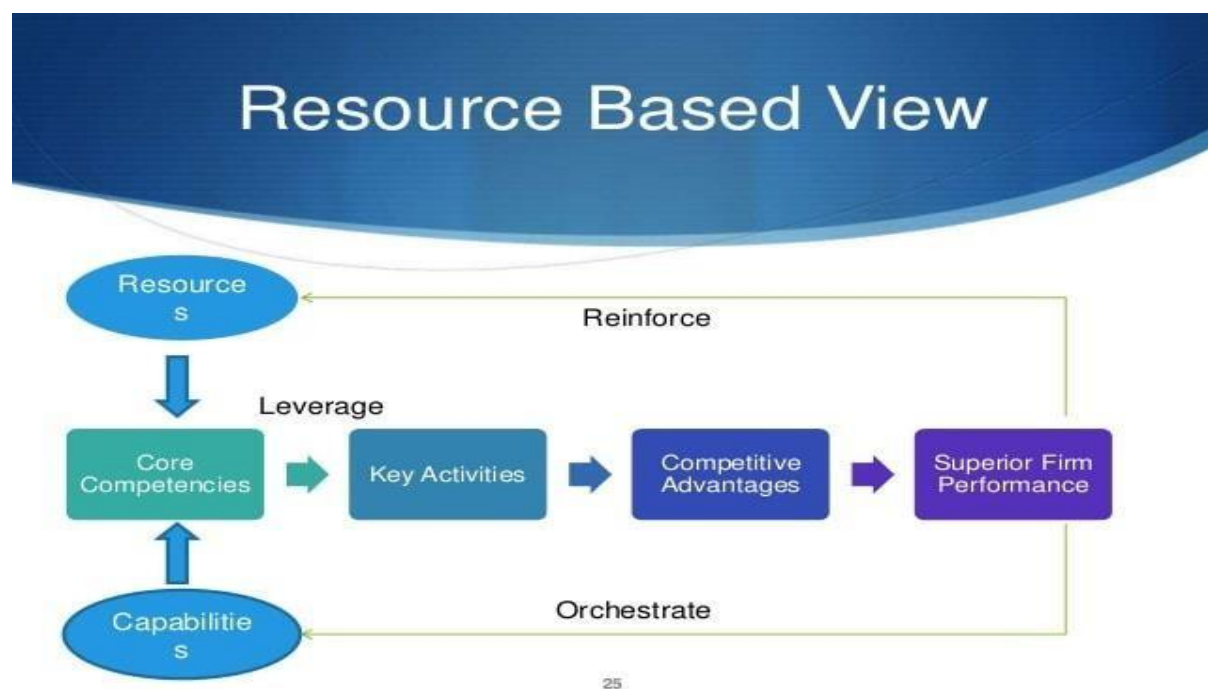 Resource Based View
Resource
s
Reinforce
Leverage
Core
Competencies
Key Activities
Competitive
Advantages
Superior Firm
Performance
Capabilitie
s
Orchestrate
25